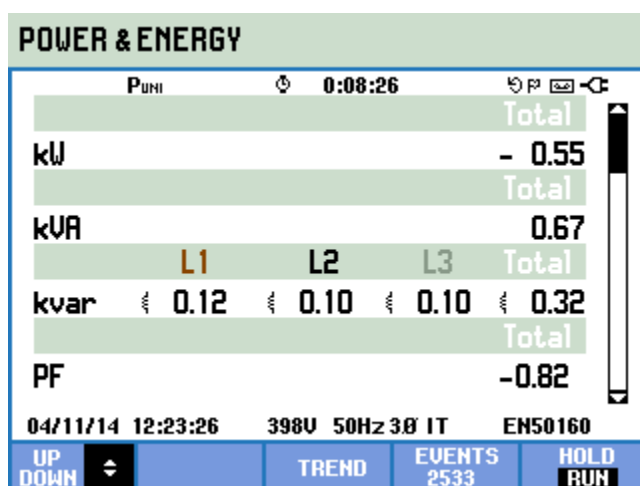 POWER & ENERGY
PUNI 0:08:26
Total
kW - 0.55
Total
kVA 0.67
L1 L2 L3 Total
kvar 0.12 0.10 0.10 0.32
Total
PF -0.82
04/11/14 12:23:26 398V 50Hz 3Ø IT EN50160
UP DOWN TREND EVENTS 2533 HOLD RUN